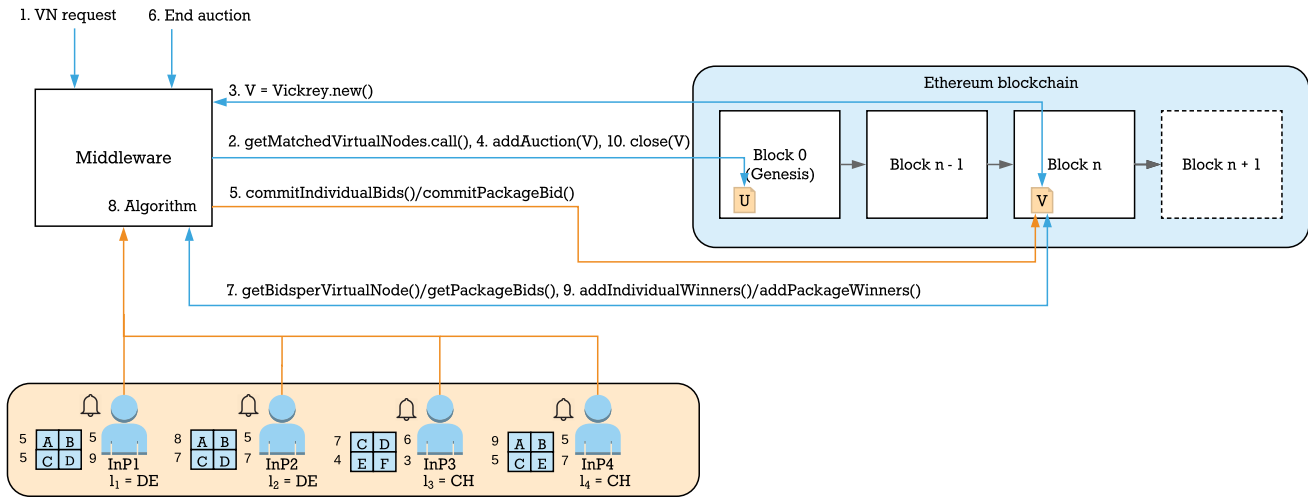 1. VN request
6. End auction
Ethereum blockchain
3. V = Vickrey.new()
2. getMatchedVirtualNodes.call(), 4. addAuction(V), 10. close(V)
Middleware
Block 0
(Genesis)
Block n - 1
Block n
Block n + 1
5. commitIndividualBids()/commitPackageBid()
U
V
8. Algorithm
7. getBidsperVirtualNode()/getPackageBids(), 9. addIndividualWinners()/addPackageWinners()
5 A B 5
5 C D 9
InP1
l₁ = DE
8 A B 5
7 C D 7
InP2
l₂ = DE
7 C D 6
4 E F 3
InP3
l₃ = CH
9 A B 5
5 C E 7
InP4
l₄ = CH